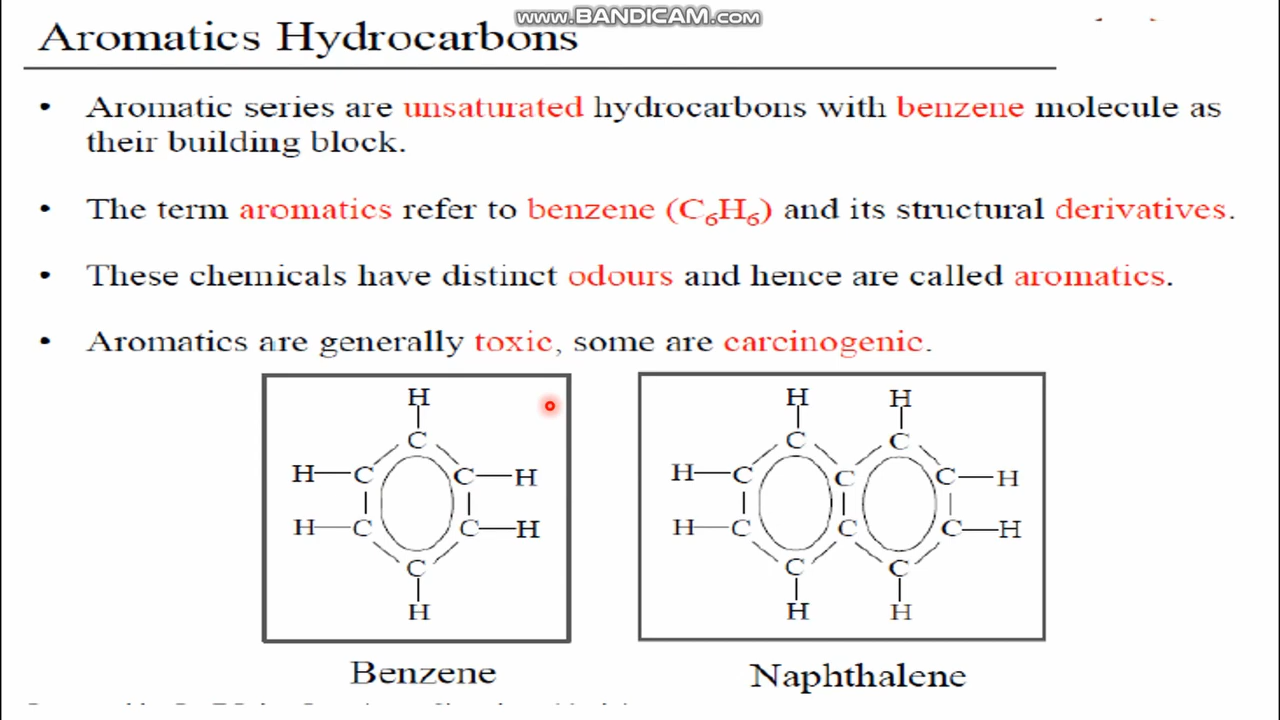 www.BANDICAM.com
Aromatics Hydrocarbons
• Aromatic series are unsaturated hydrocarbons with benzene molecule as
their building block.
• The term aromatics refer to benzene (C₆H₆) and its structural derivatives.
• These chemicals have distinct odours and hence are called aromatics.
• Aromatics are generally toxic, some are carcinogenic.
H
C
H C C H
H C C H
C
H
Benzene
H H
C C
H C C C H
H C C C H
C C
H H
Naphthalene